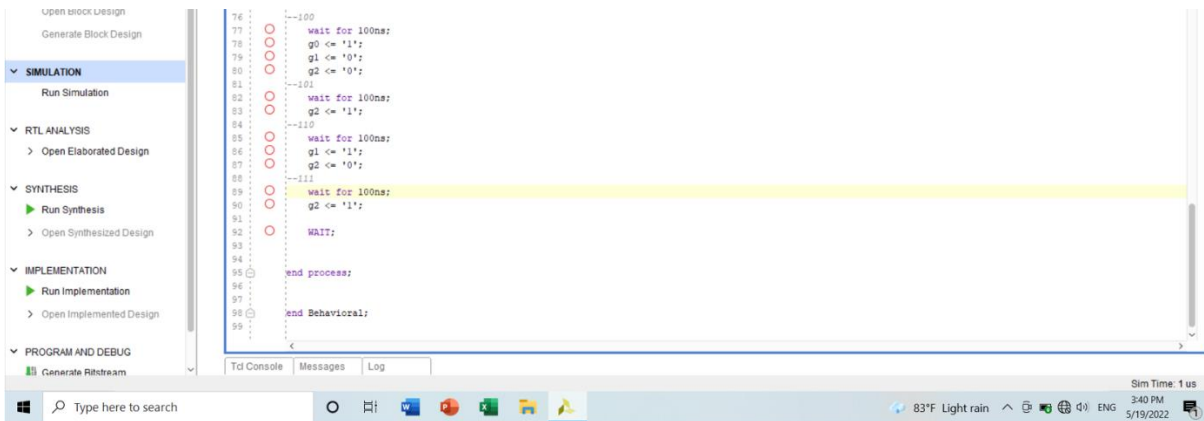 Open Block Design
Generate Block Design
SIMULATION
Run Simulation
RTL ANALYSIS
Open Elaborated Design
SYNTHESIS
Run Synthesis
Open Synthesized Design
IMPLEMENTATION
Run Implementation
Open Implemented Design
PROGRAM AND DEBUG
Generate Bitstream
76 --100
77 wait for 100ns;
78 g0 <= '1';
79 g1 <= '0';
80 g2 <= '0';
81 --101
82 wait for 100ns;
83 g2 <= '1';
84 --110
85 wait for 100ns;
86 g1 <= '1';
87 g2 <= '0';
88 --111
89 wait for 100ns;
90 g2 <= '1';
91
92 WAIT;
93
94
95 end process;
96
97
98 end Behavioral;
99
Tcl Console Messages Log
Sim Time: 1 us
Type here to search
83°F Light rain
ENG
3:40 PM
5/19/2022